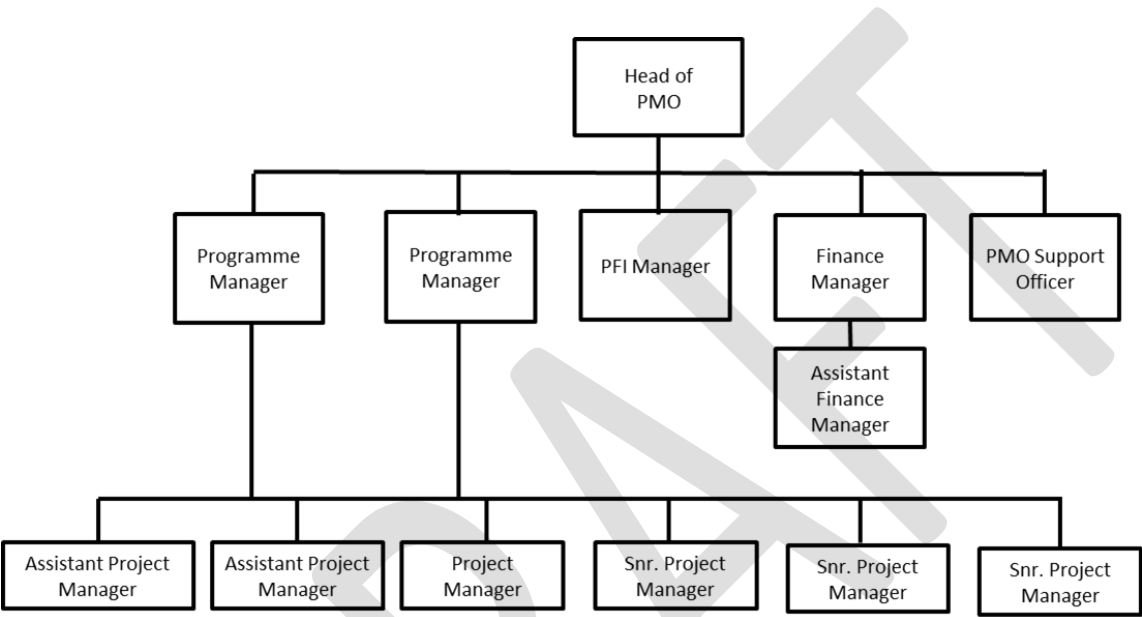 Head of
PMO
Programme
Manager
Programme
Manager
PFI Manager
Finance
Manager
PMO Support
Officer
Assistant
Finance
Manager
Assistant Project
Manager
Assistant Project
Manager
Project
Manager
Snr. Project
Manager
Snr. Project
Manager
Snr. Project
Manager
DRAFT